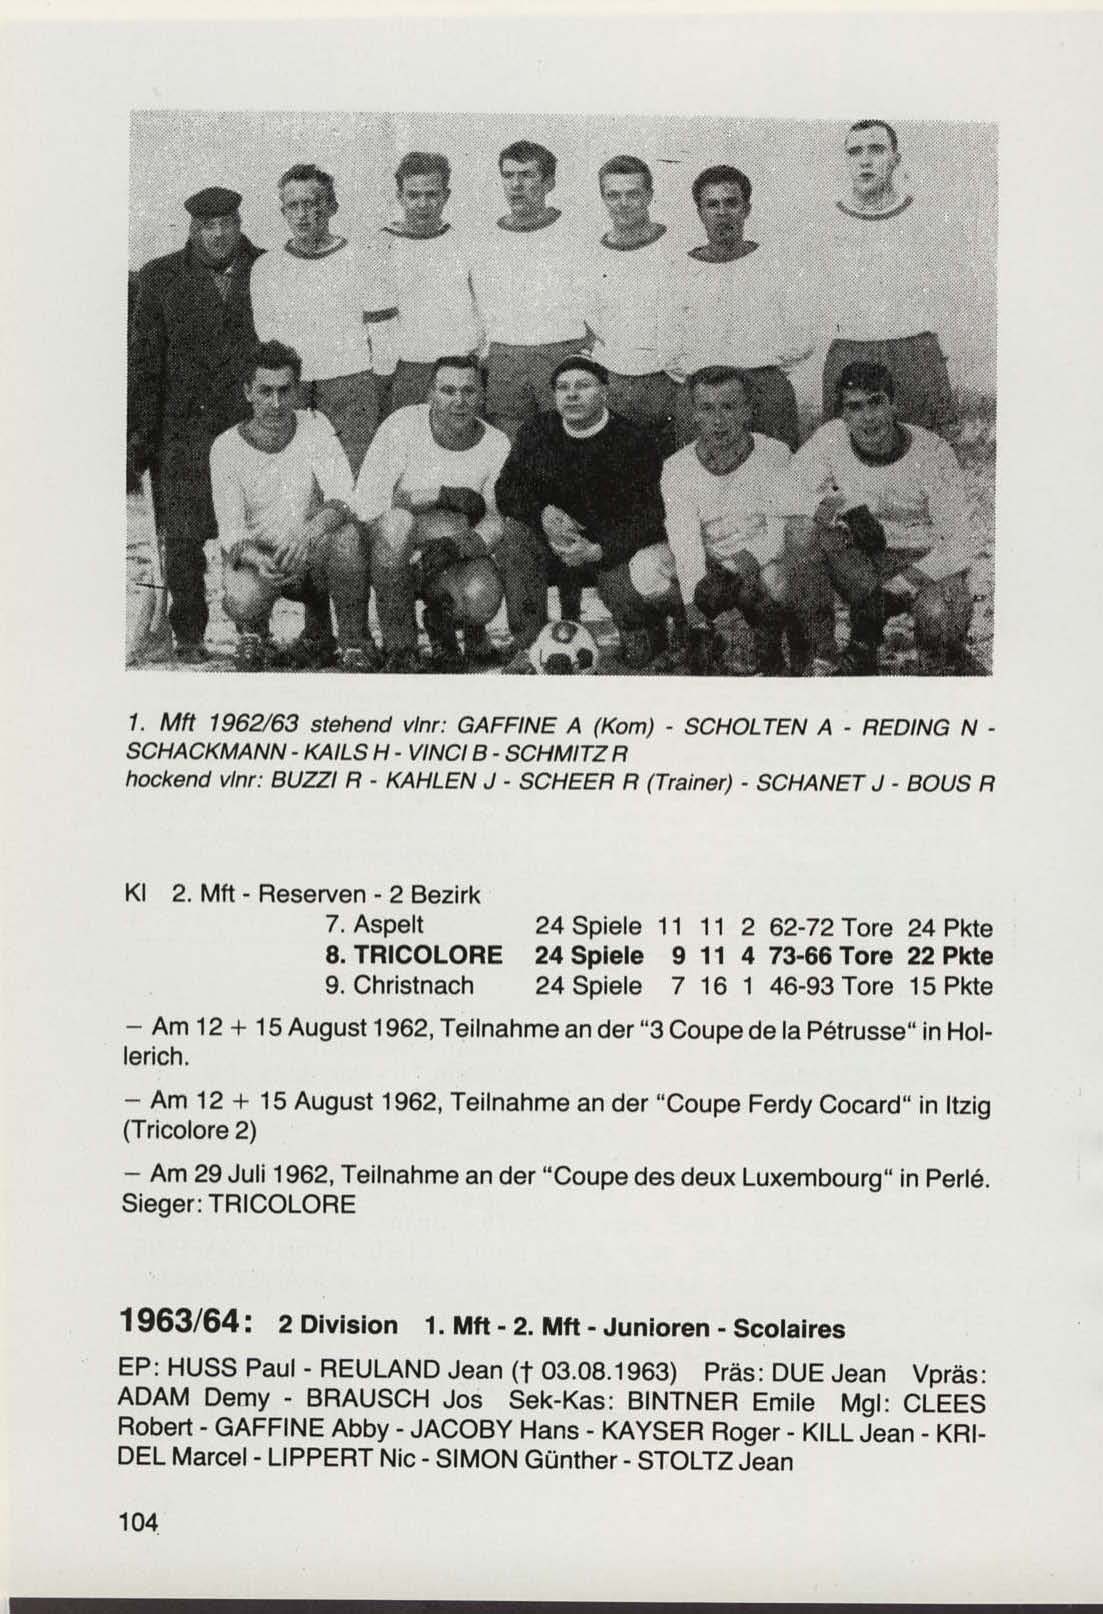 1. Mft 1962/63 stehend vlnr: GAFFINE A (Kom) - SCHOLTEN A - REDING N -
SCHACKMANN - KAILS H - VINCI B - SCHMITZ R
hockend vlnr: BUZZI R - KAHLEN J - SCHEER R (Trainer) - SCHANET J - BOUS R
Kl 2. Mft - Reserven - 2 Bezirk
7. Aspelt 24 Spiele 11 11 2 62-72 Tore 24 Pkte
8. TRICOLORE 24 Spiele 9 11 4 73-66 Tore 22 Pkte
9. Christnach 24 Spiele 7 16 1 46-93 Tore 15 Pkte
– Am 12 + 15 August 1962, Teilnahme an der "3 Coupe de la Pétrusse" in Hol-
lerich.
– Am 12 + 15 August 1962, Teilnahme an der "Coupe Ferdy Cocard" in Itzig
(Tricolore 2)
– Am 29 Juli 1962, Teilnahme an der "Coupe des deux Luxembourg" in Perlé.
Sieger: TRICOLORE
1963/64: 2 Division 1. Mft - 2. Mft - Junioren - Scolaires
EP: HUSS Paul - REULAND Jean († 03.08.1963) Präs: DUE Jean Vpräs:
ADAM Demy - BRAUSCH Jos Sek-Kas: BINTNER Emile Mgl: CLEES
Robert - GAFFINE Abby - JACOBY Hans - KAYSER Roger - KILL Jean - KRI-
DEL Marcel - LIPPERT Nic - SIMON Günther - STOLTZ Jean
104